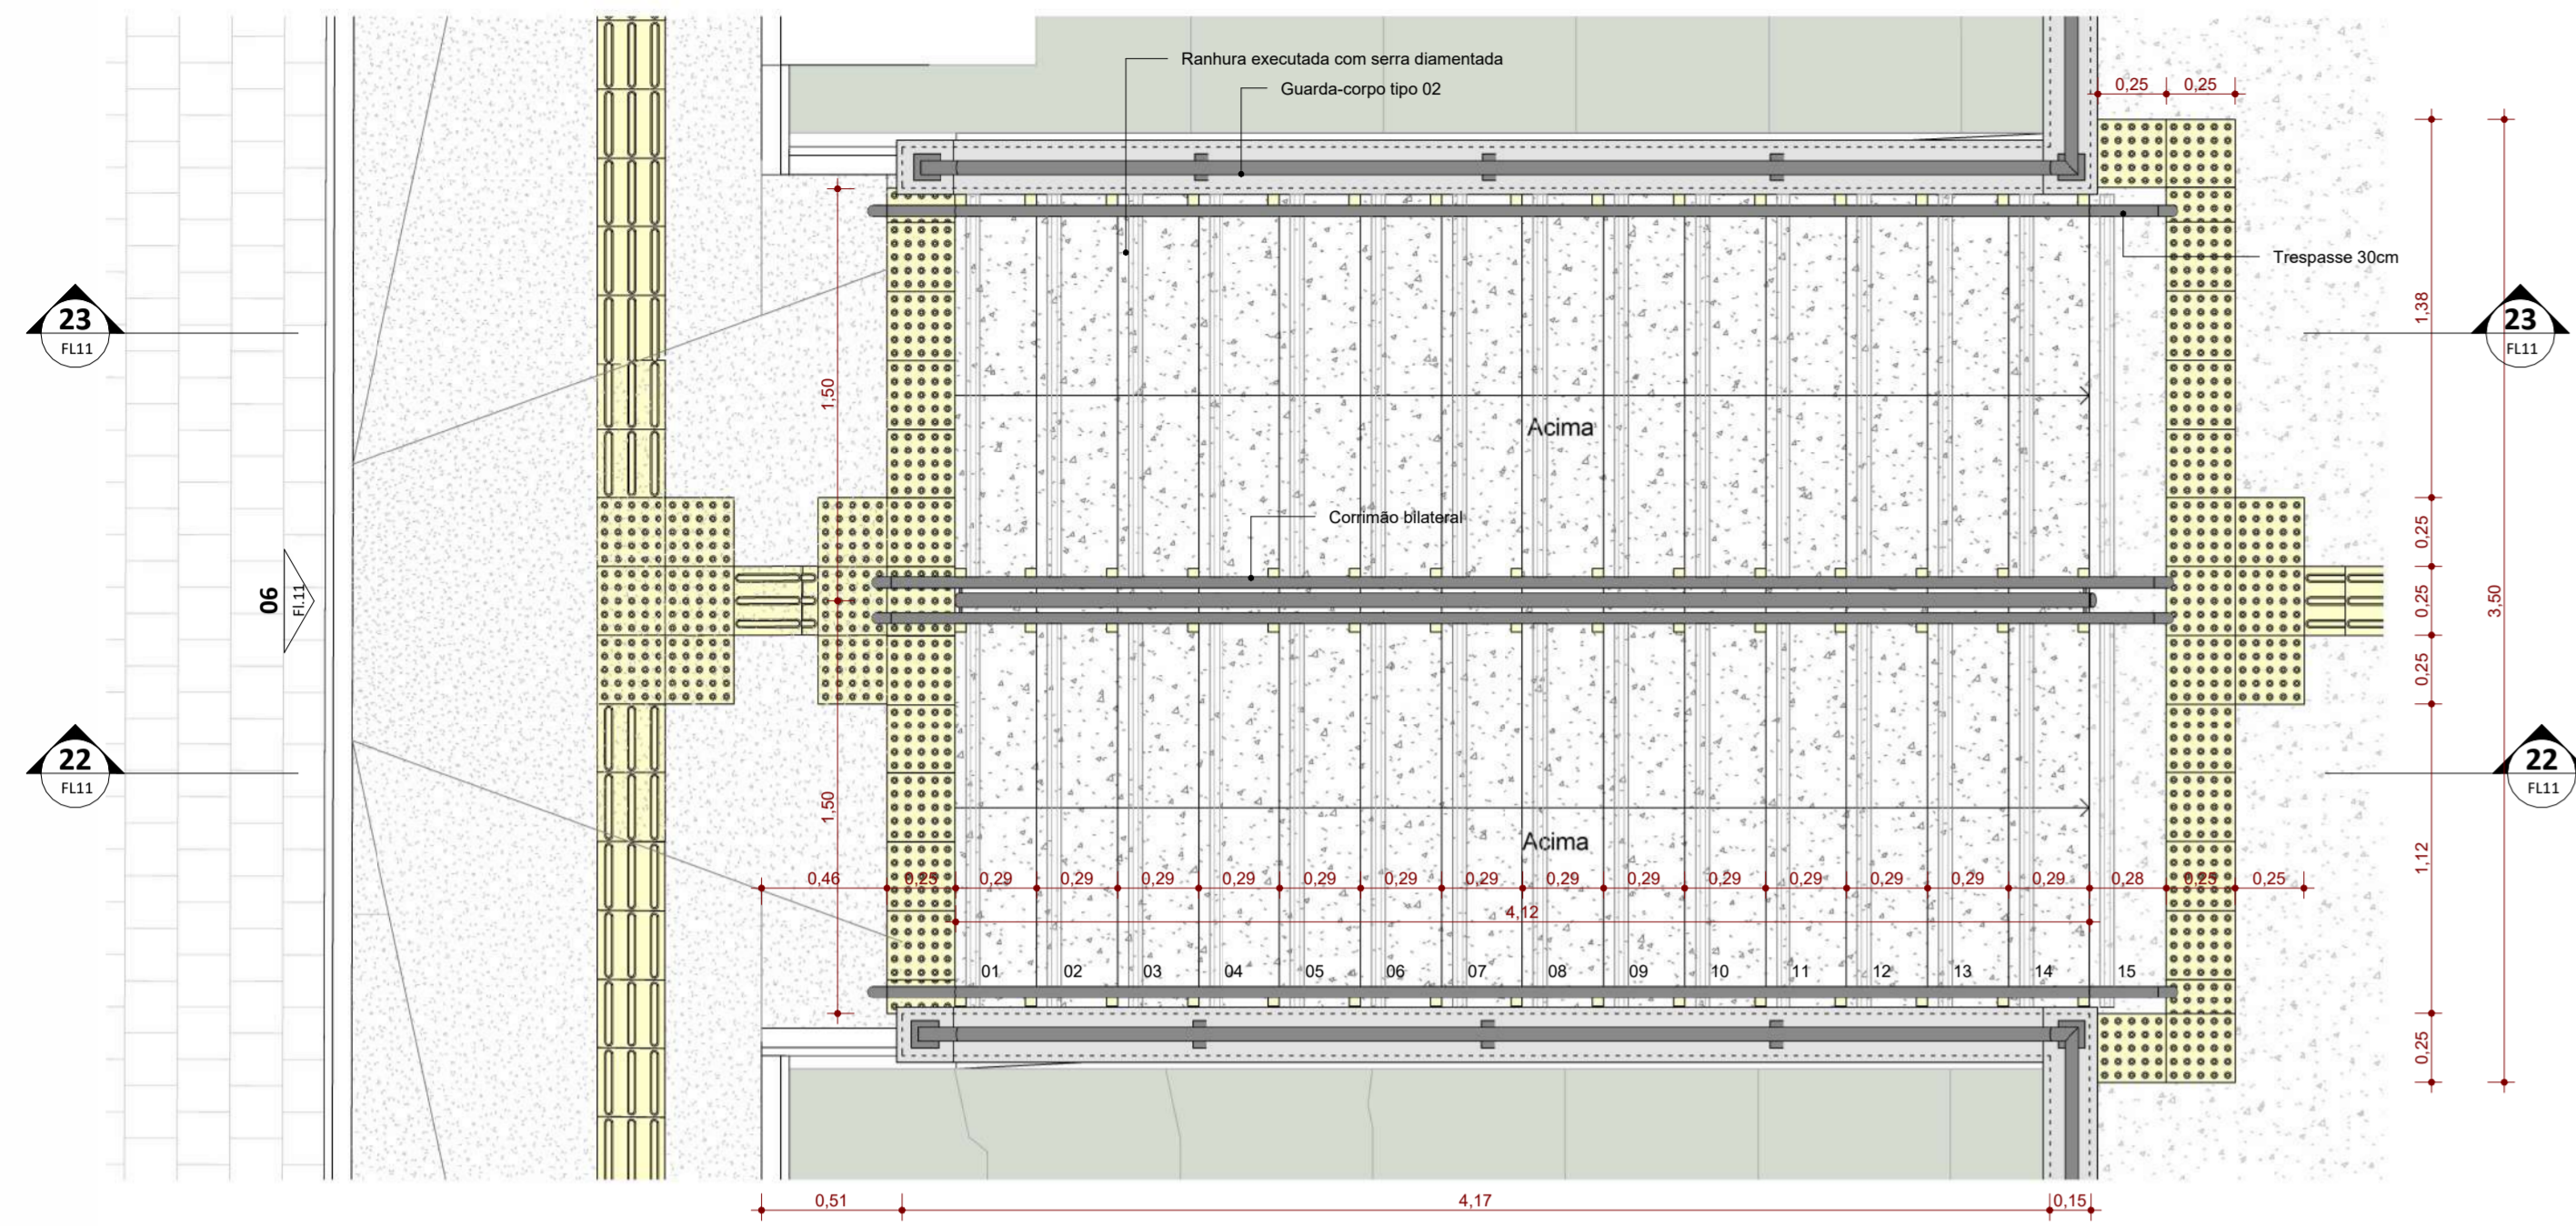 Ranhura executada com serra diamentada
Guarda-corpo tipo 02
0,25 0,25
Trespasse 30cm
23
FL11
23
FL11
1,38
1,50
Acima
Corrimão bilateral
0,25
0,25
0,25
3,50
06
FI.11
22
FL11
22
FL11
1,50
Acima
1,12
0,46 0,25 0,29 0,29 0,29 0,29 0,29 0,29 0,29 0,29 0,29 0,29 0,29 0,29 0,29 0,29 0,28 0,25 0,25
4,12
01 02 03 04 05 06 07 08 09 10 11 12 13 14 15
0,25
0,51 4,17 0,15